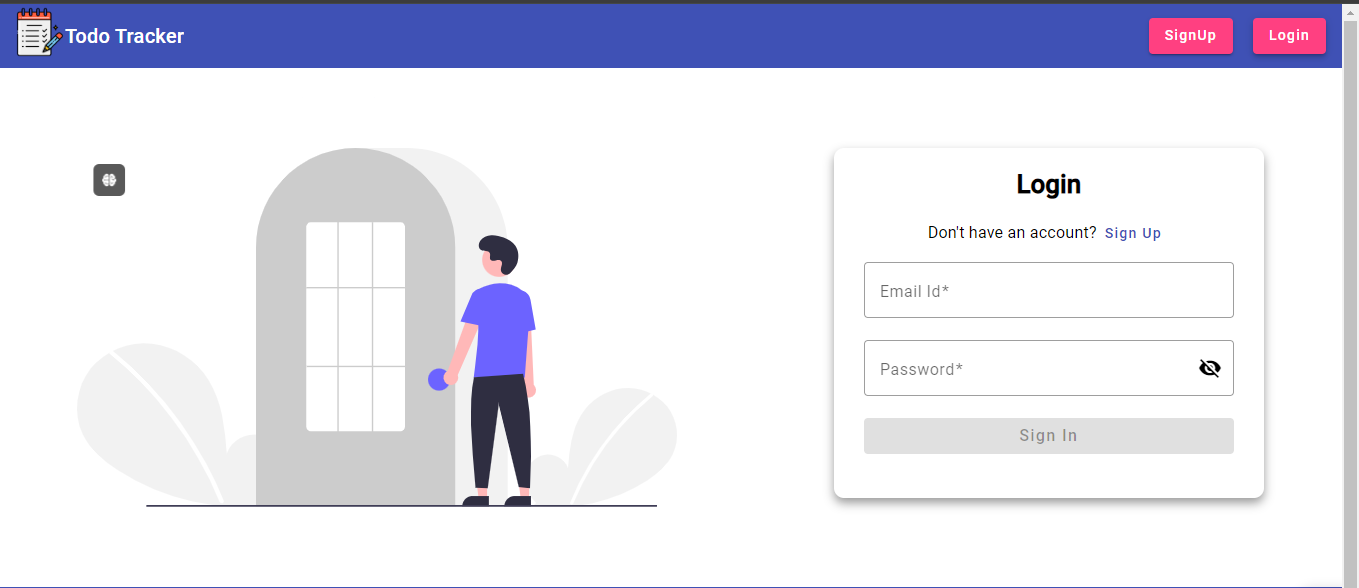 Todo Tracker
SignUp
Login
Login
Don't have an account? Sign Up
Email Id*
Password*
Sign In